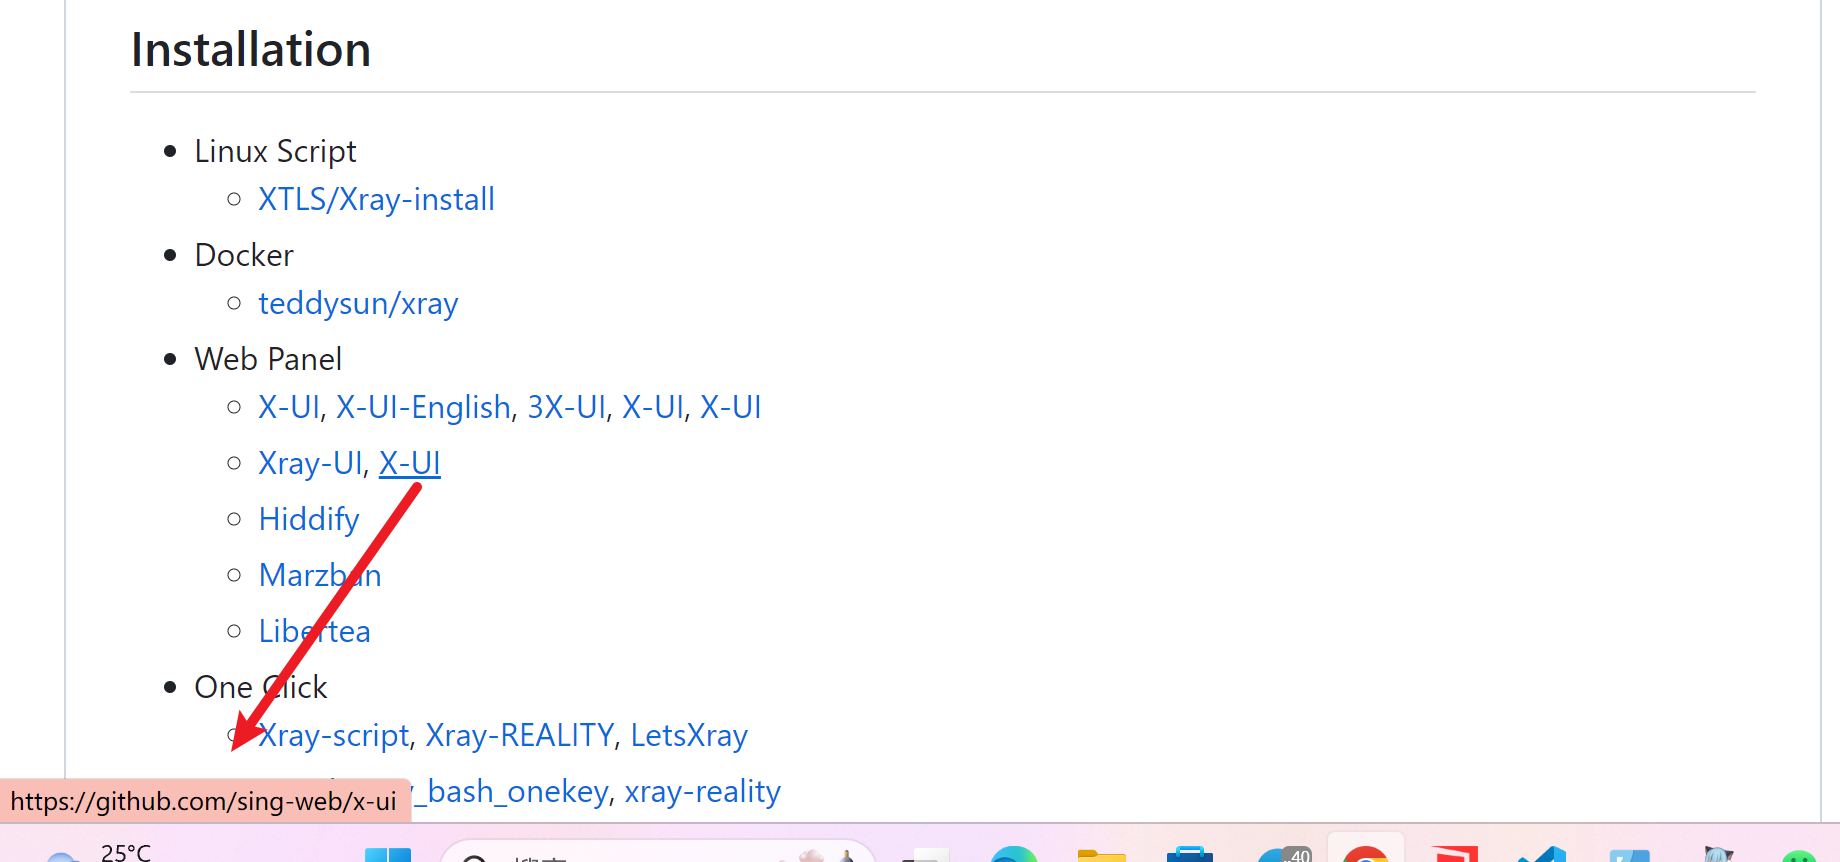 Installation
Linux Script
XTLS/Xray-install
Docker
teddysun/xray
Web Panel
X-UI, X-UI-English, 3X-UI, X-UI, X-UI
Xray-UI, X-UI
Hiddify
Marzban
Libertea
One Click
Xray-script, Xray-REALITY, LetsXray
_bash_onekey, xray-reality
https://github.com/sing-web/x-ui
25°C
40